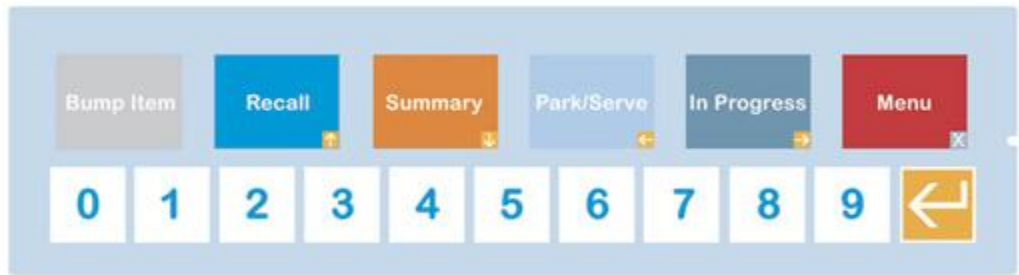 Bump Item Recall Summary Park/Serve In Progress Menu
0 1 2 3 4 5 6 7 8 9